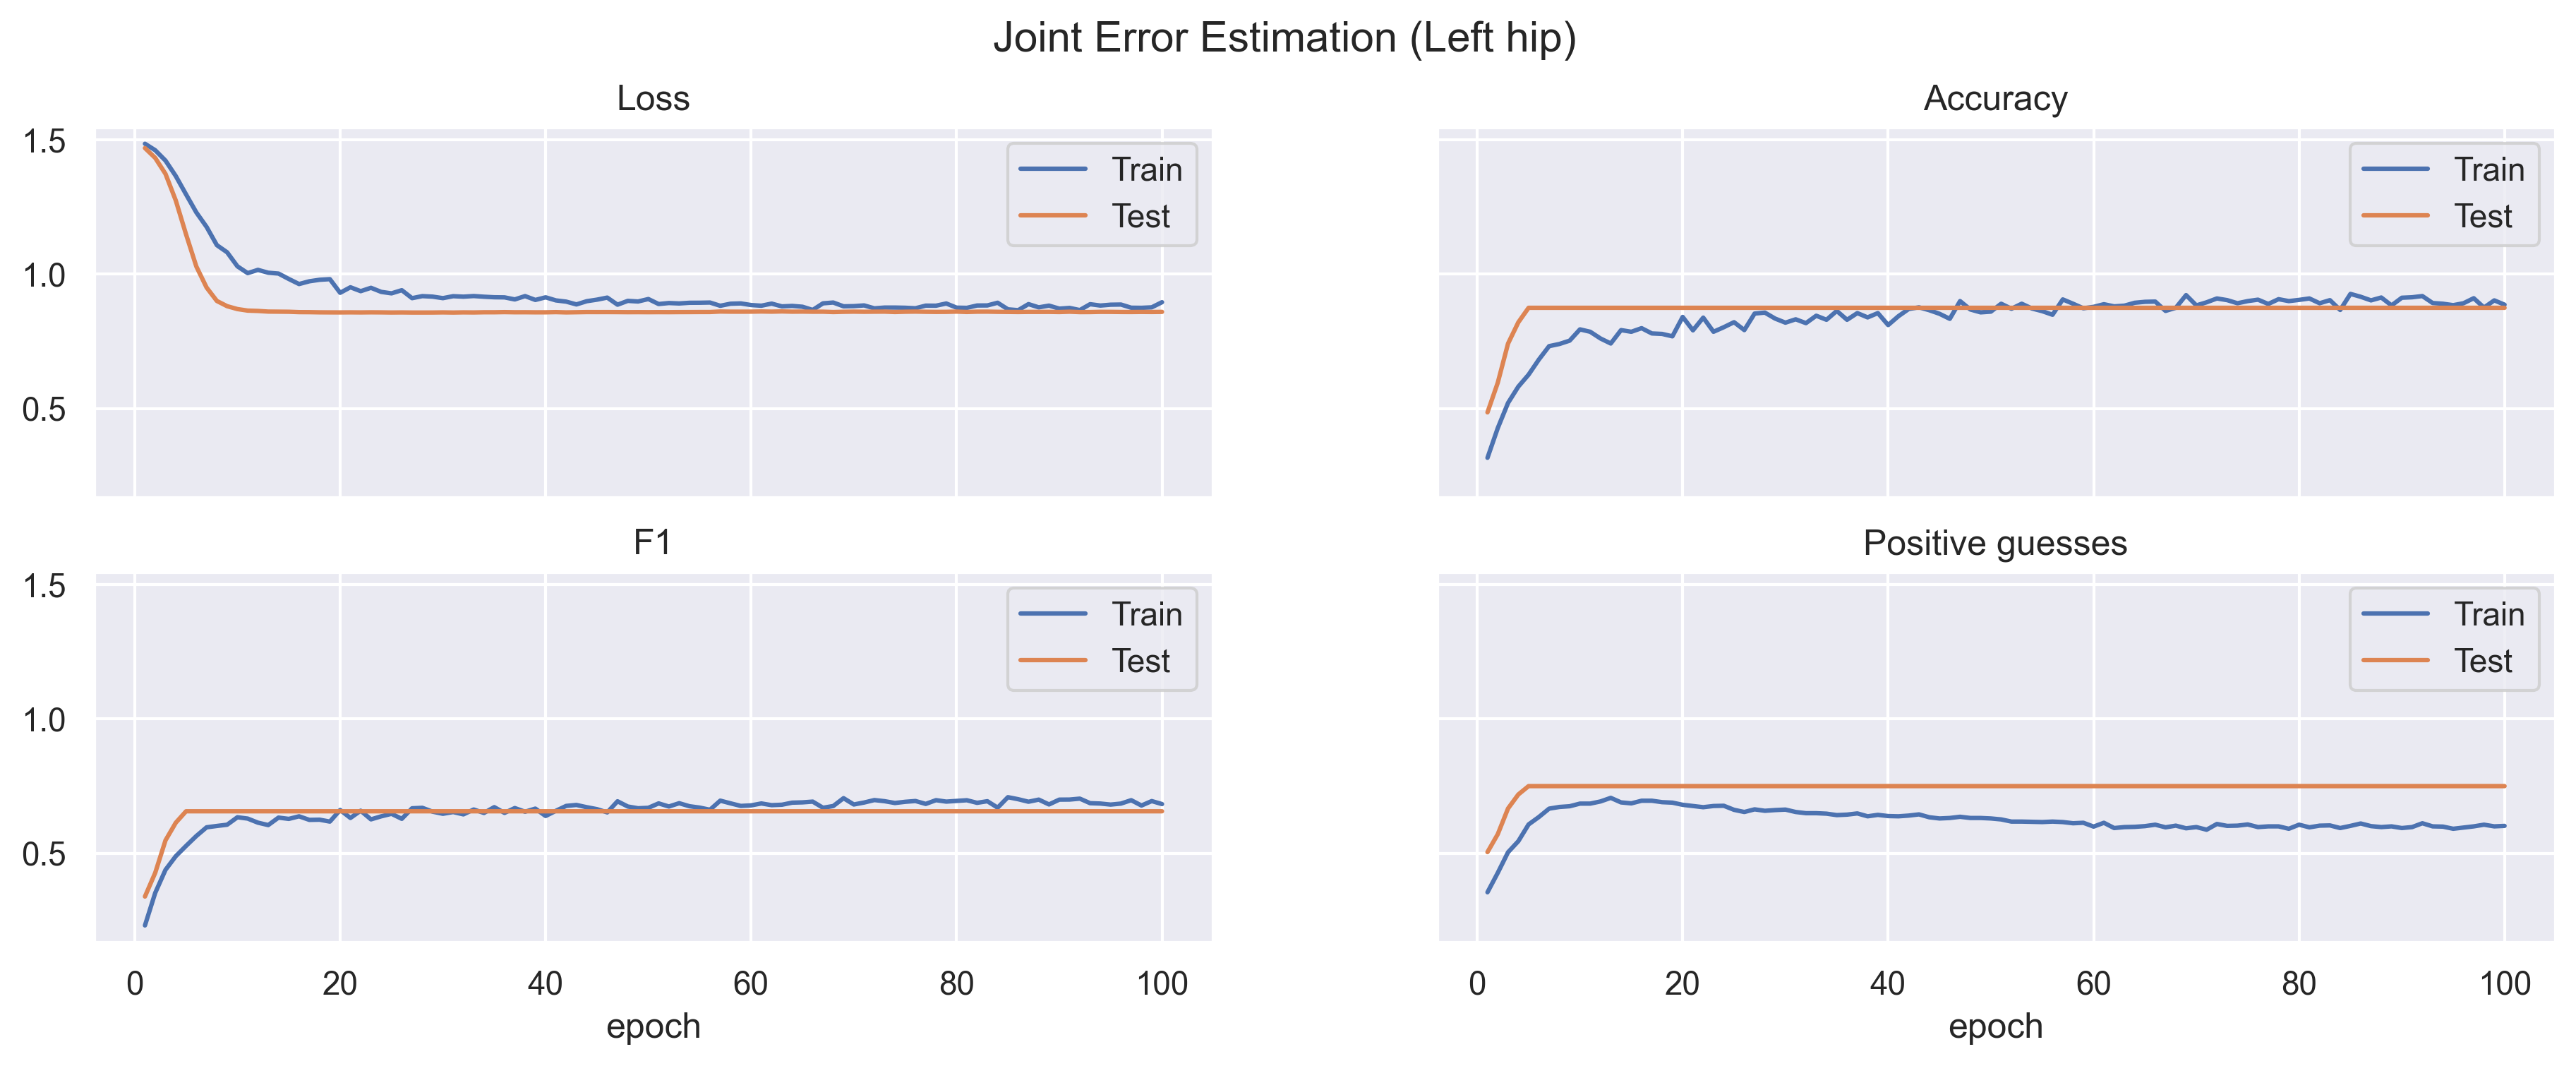 Joint Error Estimation (Left hip)
Loss
1.5
1.0
0.5
Train
Test
Accuracy
Train
Test
F1
1.5
1.0
0.5
Train
Test
0 20 40 60 80 100
epoch
Positive guesses
Train
Test
0 20 40 60 80 100
epoch